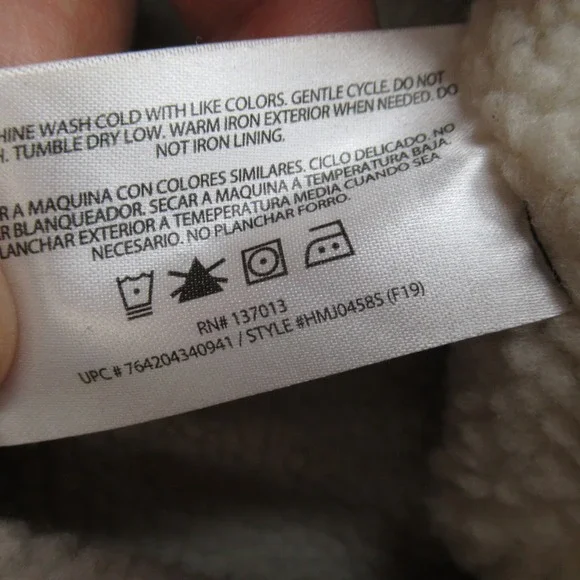 HINE WASH COLD WITH LIKE COLORS. GENTLE CYCLE. DO NOT
H. TUMBLE DRY LOW. WARM IRON EXTERIOR WHEN NEEDED. DO
NOT IRON LINING.
R A MAQUINA CON COLORES SIMILARES. CICLO DELICADO. NO
R BLANQUEADOR. SECAR A MAQUINA A TEMPERATURA BAJA.
LANCHAR EXTERIOR A TEMEPERATURA MEDIA CUANDO SEA
NECESARIO. NO PLANCHAR FORRO.
RN# 137013
UPC # 764204340941 / STYLE #HMJ0458S (F19)